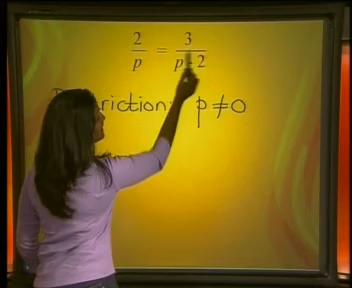 2/p = 3/(p - 2)
p ≠ 0